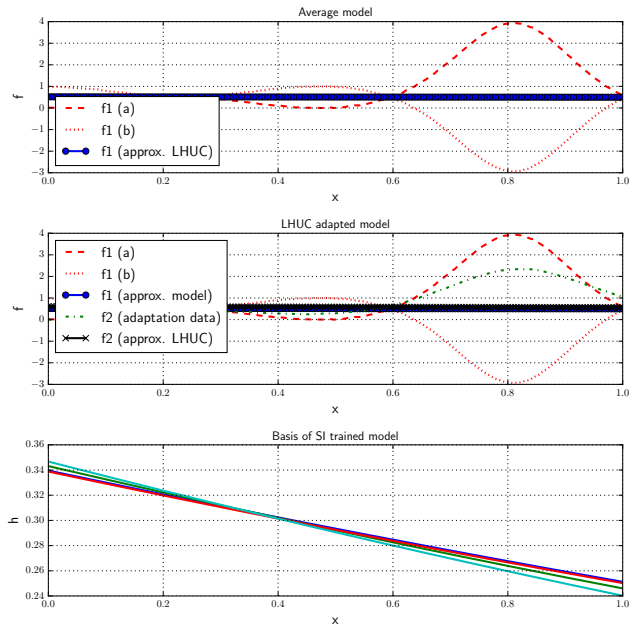 Average model
4
3
2
1
0
−1
−2
−3
f
f1 (a)
f1 (b)
f1 (approx. LHUC)
0.0 0.2 0.4 0.6 0.8 1.0
x
LHUC adapted model
4
3
2
1
0
−1
−2
−3
f
f1 (a)
f1 (b)
f1 (approx. model)
f2 (adaptation data)
f2 (approx. LHUC)
0.0 0.2 0.4 0.6 0.8 1.0
x
Basis of SI trained model
0.36
0.34
0.32
0.30
0.28
0.26
0.24
h
0.0 0.2 0.4 0.6 0.8 1.0
x